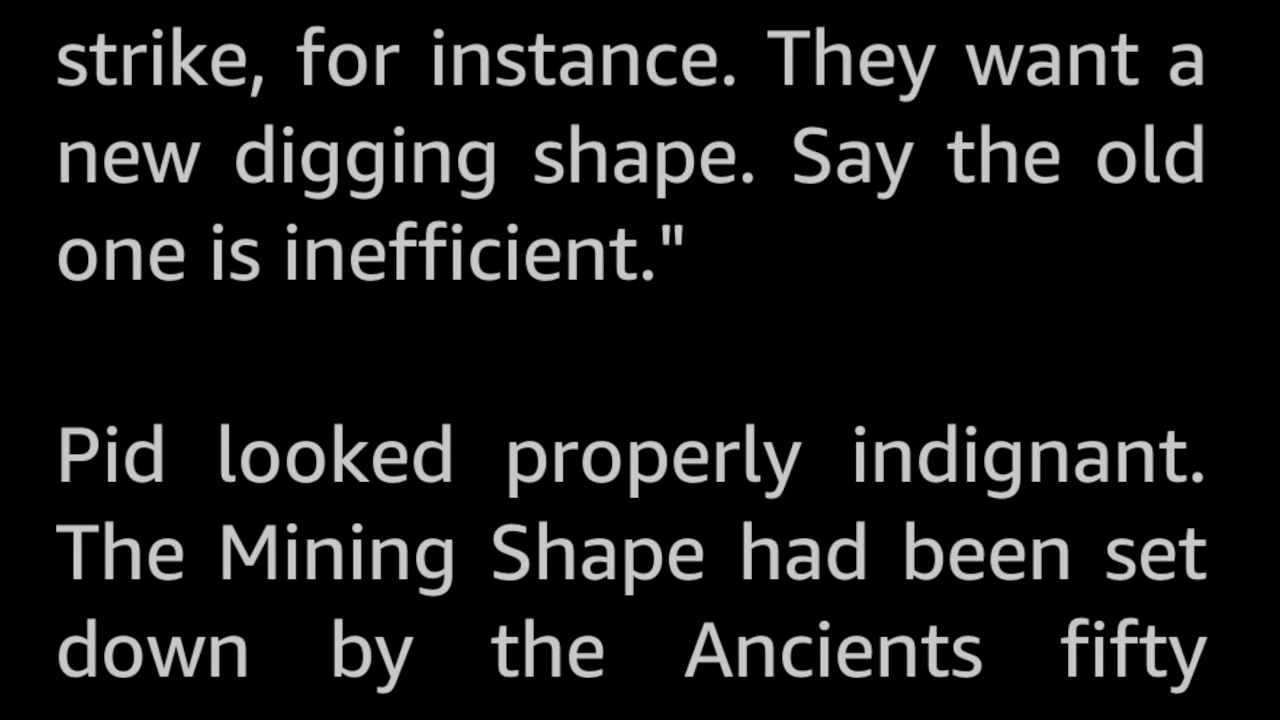 strike, for instance. They want a
new digging shape. Say the old
one is inefficient."
Pid looked properly indignant.
The Mining Shape had been set
down by the Ancients fifty